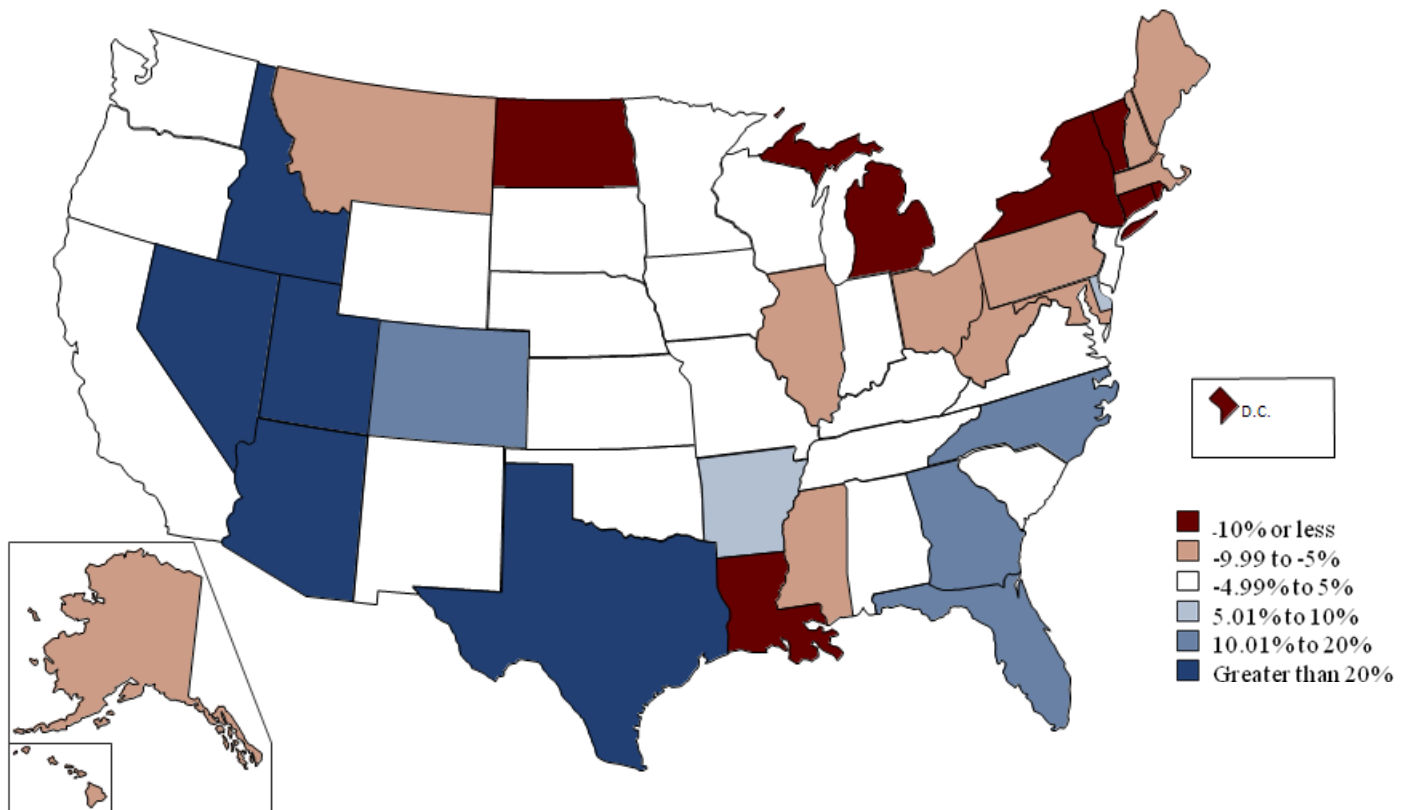 D.C.
-10% or less
-9.99 to -5%
-4.99% to 5%
5.01% to 10%
10.01% to 20%
Greater than 20%